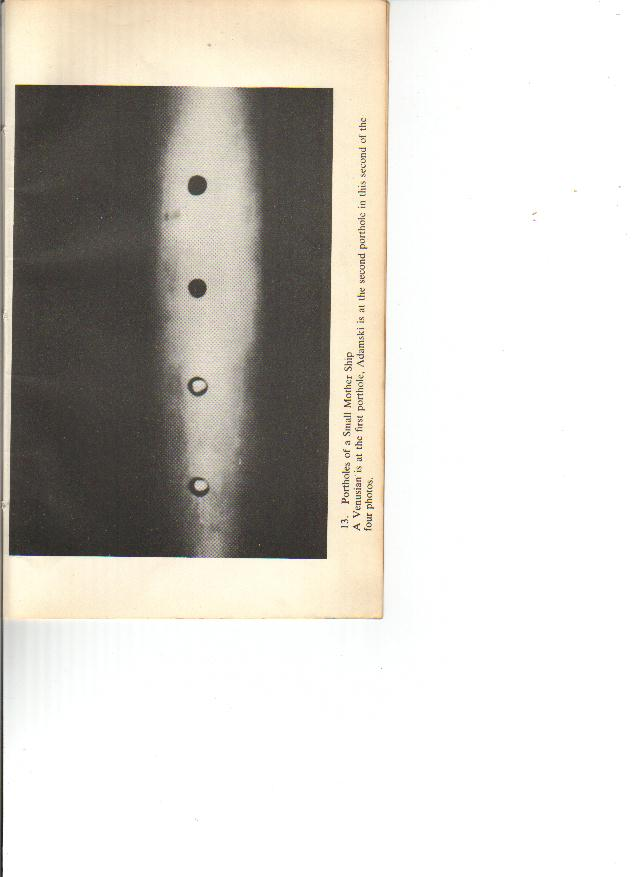 13. Portholes of a Small Mother Ship
A Venusian is at the first porthole, Adamski is at the second porthole in this second of the
four photos.